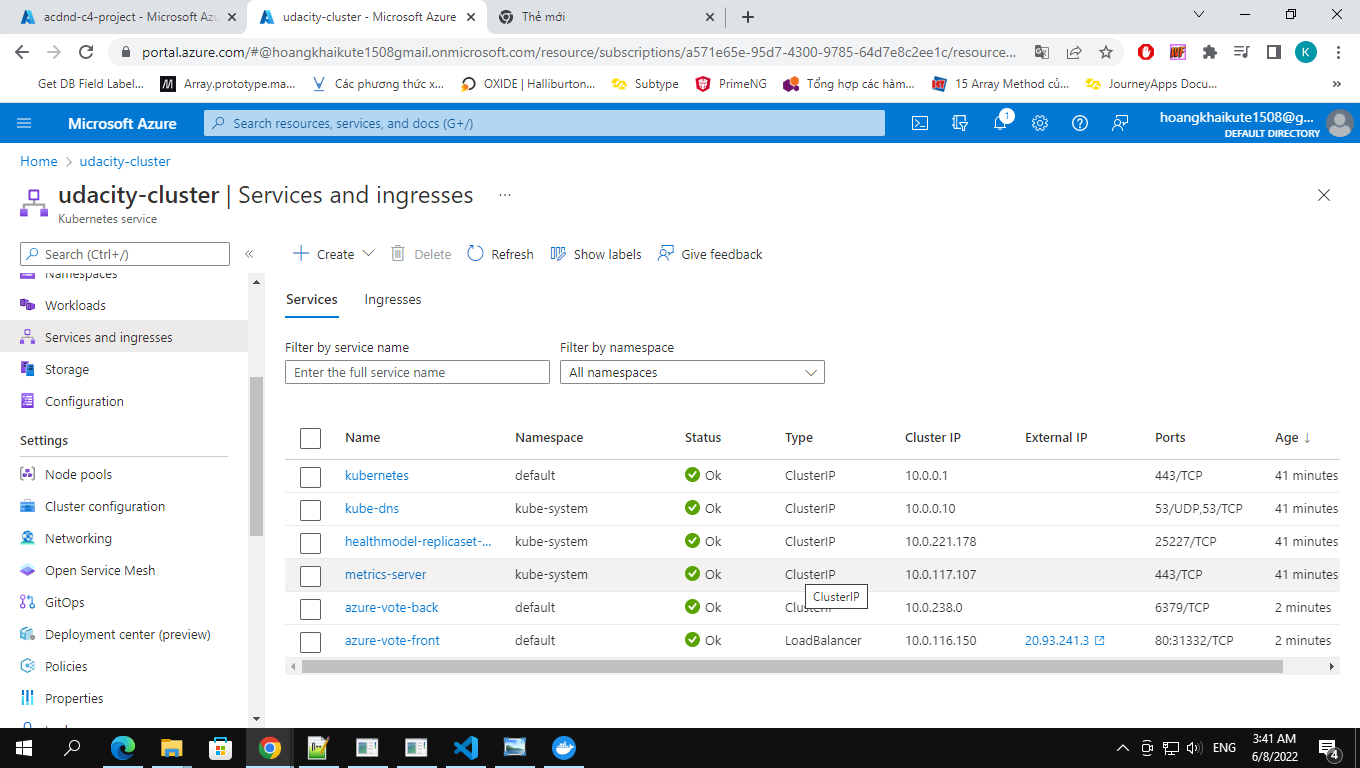 acdnd-c4-project - Microsoft Azu
udacity-cluster - Microsoft Azure
Thẻ mới
portal.azure.com/#@hoangkhaikute1508gmail.onmicrosoft.com/resource/subscriptions/a571e65e-95d7-4300-9785-64d7e8c2ee1c/resource...
K
Get DB Field Label...
Array.prototype.ma...
Các phương thức x...
OXIDE | Halliburton...
Subtype
PrimeNG
Tổng hợp các hàm...
15 Array Method củ...
JourneyApps Docu...
»
Microsoft Azure
Search resources, services, and docs (G+/)
1
hoangkhaikute1508@g...
DEFAULT DIRECTORY
Home > udacity-cluster
udacity-cluster | Services and ingresses ...
Kubernetes service
Search (Ctrl+/)
«
Create
Delete
Refresh
Show labels
Give feedback
Namespaces
Workloads
Services and ingresses
Storage
Configuration
Settings
Node pools
Cluster configuration
Networking
Open Service Mesh
GitOps
Deployment center (preview)
Policies
Properties
Services Ingresses
Filter by service name
Filter by namespace
Enter the full service name
All namespaces
Name Namespace Status Type Cluster IP External IP Ports Age ↓
kubernetes default Ok ClusterIP 10.0.0.1 443/TCP 41 minutes
kube-dns kube-system Ok ClusterIP 10.0.0.10 53/UDP,53/TCP 41 minutes
healthmodel-replicaset-... kube-system Ok ClusterIP 10.0.221.178 25227/TCP 41 minutes
metrics-server kube-system Ok ClusterIP 10.0.117.107 443/TCP 41 minutes
ClusterIP
azure-vote-back default Ok ClusterIP 10.0.238.0 6379/TCP 2 minutes
azure-vote-front default Ok LoadBalancer 10.0.116.150 20.93.241.3 80:31332/TCP 2 minutes
ENG
3:41 AM
6/8/2022
4